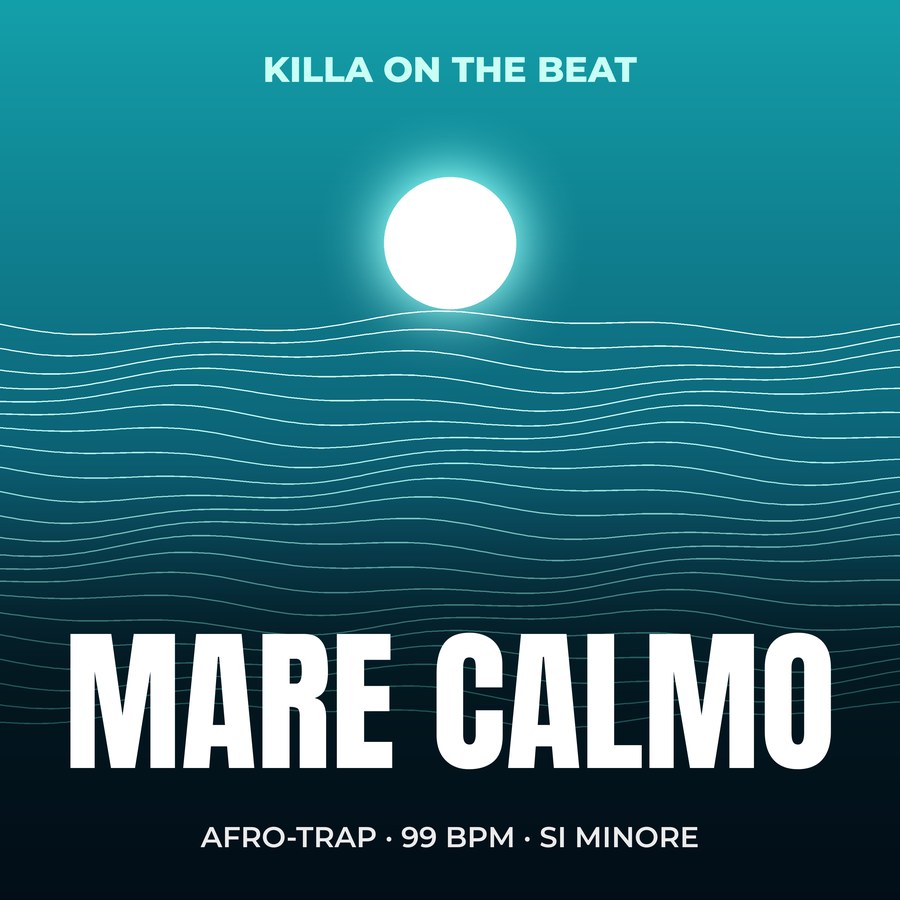 KILLA ON THE BEAT
MARE CALMO
AFRO-TRAP · 99 BPM · SI MINORE